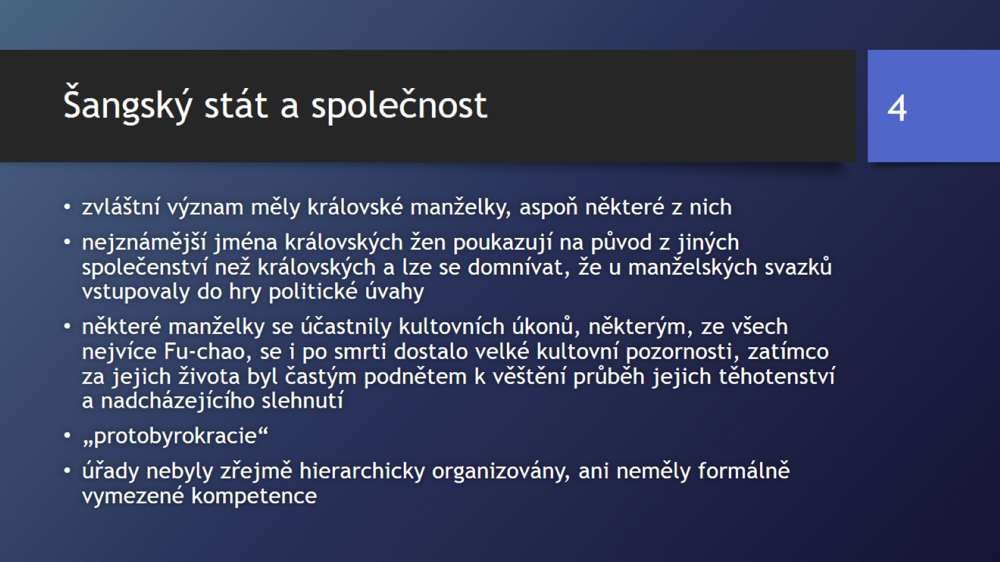 Šangský stát a společnost
4
• zvláštní význam měly královské manželky, aspoň některé z nich
• nejznámější jména královských žen poukazují na původ z jiných
společenství než královských a lze se domnívat, že u manželských svazků
vstupovaly do hry politické úvahy
• některé manželky se účastnily kultovních úkonů, některým, ze všech
nejvíce Fu-chao, se i po smrti dostalo velké kultovní pozornosti, zatímco
za jejich života byl častým podnětem k věštění průběh jejich těhotenství
a nadcházejícího slehnutí
• „protobyrokracie“
• úřady nebyly zřejmě hierarchicky organizovány, ani neměly formálně
vymezené kompetence